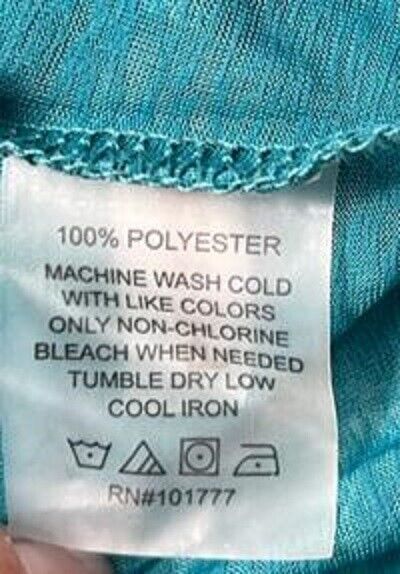 100% POLYESTER
MACHINE WASH COLD
WITH LIKE COLORS
ONLY NON-CHLORINE
BLEACH WHEN NEEDED
TUMBLE DRY LOW
COOL IRON
RN#101777